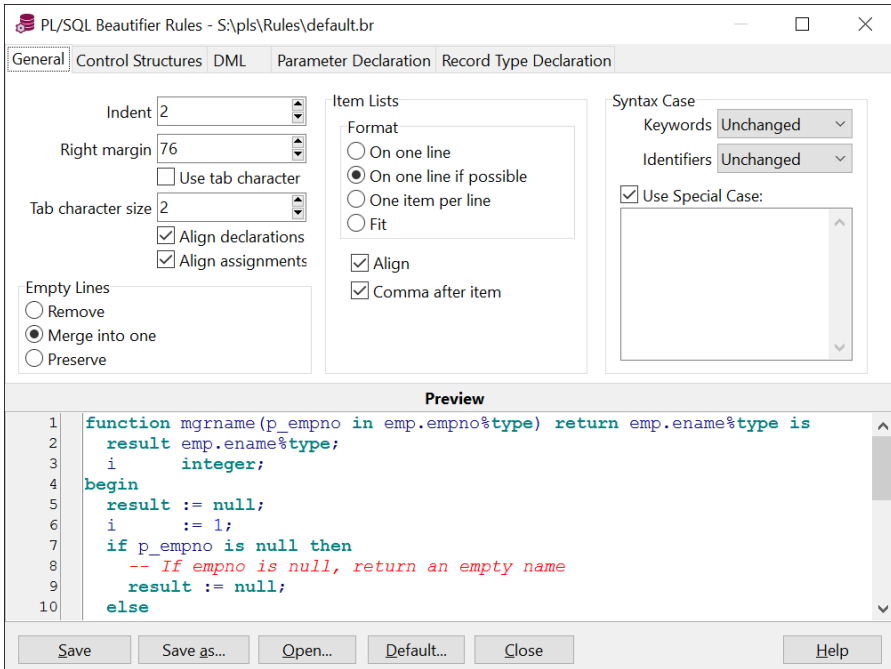 PL/SQL Beautifier Rules - S:\pls\Rules\default.br
General Control Structures DML Parameter Declaration Record Type Declaration
Indent 2
Right margin 76
Use tab character
Tab character size 2
Align declarations
Align assignments
Empty Lines
Remove
Merge into one
Preserve
Item Lists
Format
On one line
On one line if possible
One item per line
Fit
Align
Comma after item
Syntax Case
Keywords Unchanged
Identifiers Unchanged
Use Special Case:
Preview
1 function mgrname(p_empno in emp.empno%type) return emp.ename%type is
2 result emp.ename%type;
3 i integer;
4 begin
5 result := null;
6 i := 1;
7 if p_empno is null then
8 -- If empno is null, return an empty name
9 result := null;
10 else
Save Save as... Open... Default... Close Help